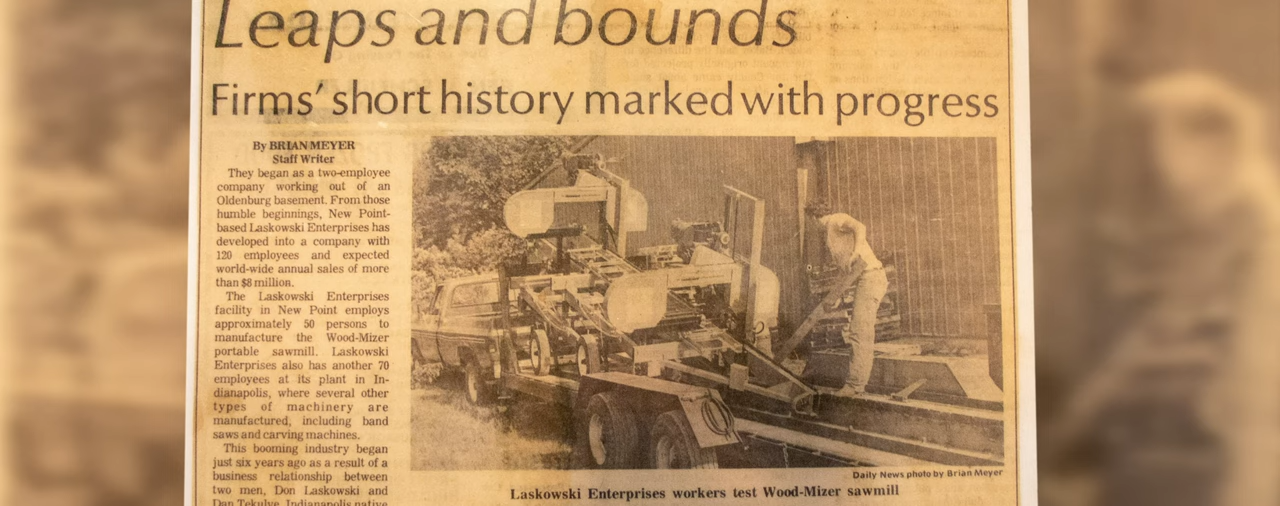 Leaps and bounds
Firms' short history marked with progress
By BRIAN MEYER
Staff Writer
They began as a two-employee
company working out of an
Oldenburg basement. From those
humble beginnings, New Point-
based Laskowski Enterprises has
developed into a company with
120 employees and expected
world-wide annual sales of more
than $8 million.
The Laskowski Enterprises
facility in New Point employs
approximately 50 persons to
manufacture the Wood-Mizer
portable sawmill. Laskowski
Enterprises also has another 70
employees at its plant in In-
dianapolis, where several other
types of machinery are
manufactured, including band
saws and carving machines.
This booming industry began
just six years ago as a result of a
business relationship between
two men, Don Laskowski and
Dan Tekulve, Indianapolis native
Daily News photo by Brian Meyer
Laskowski Enterprises workers test Wood-Mizer sawmill